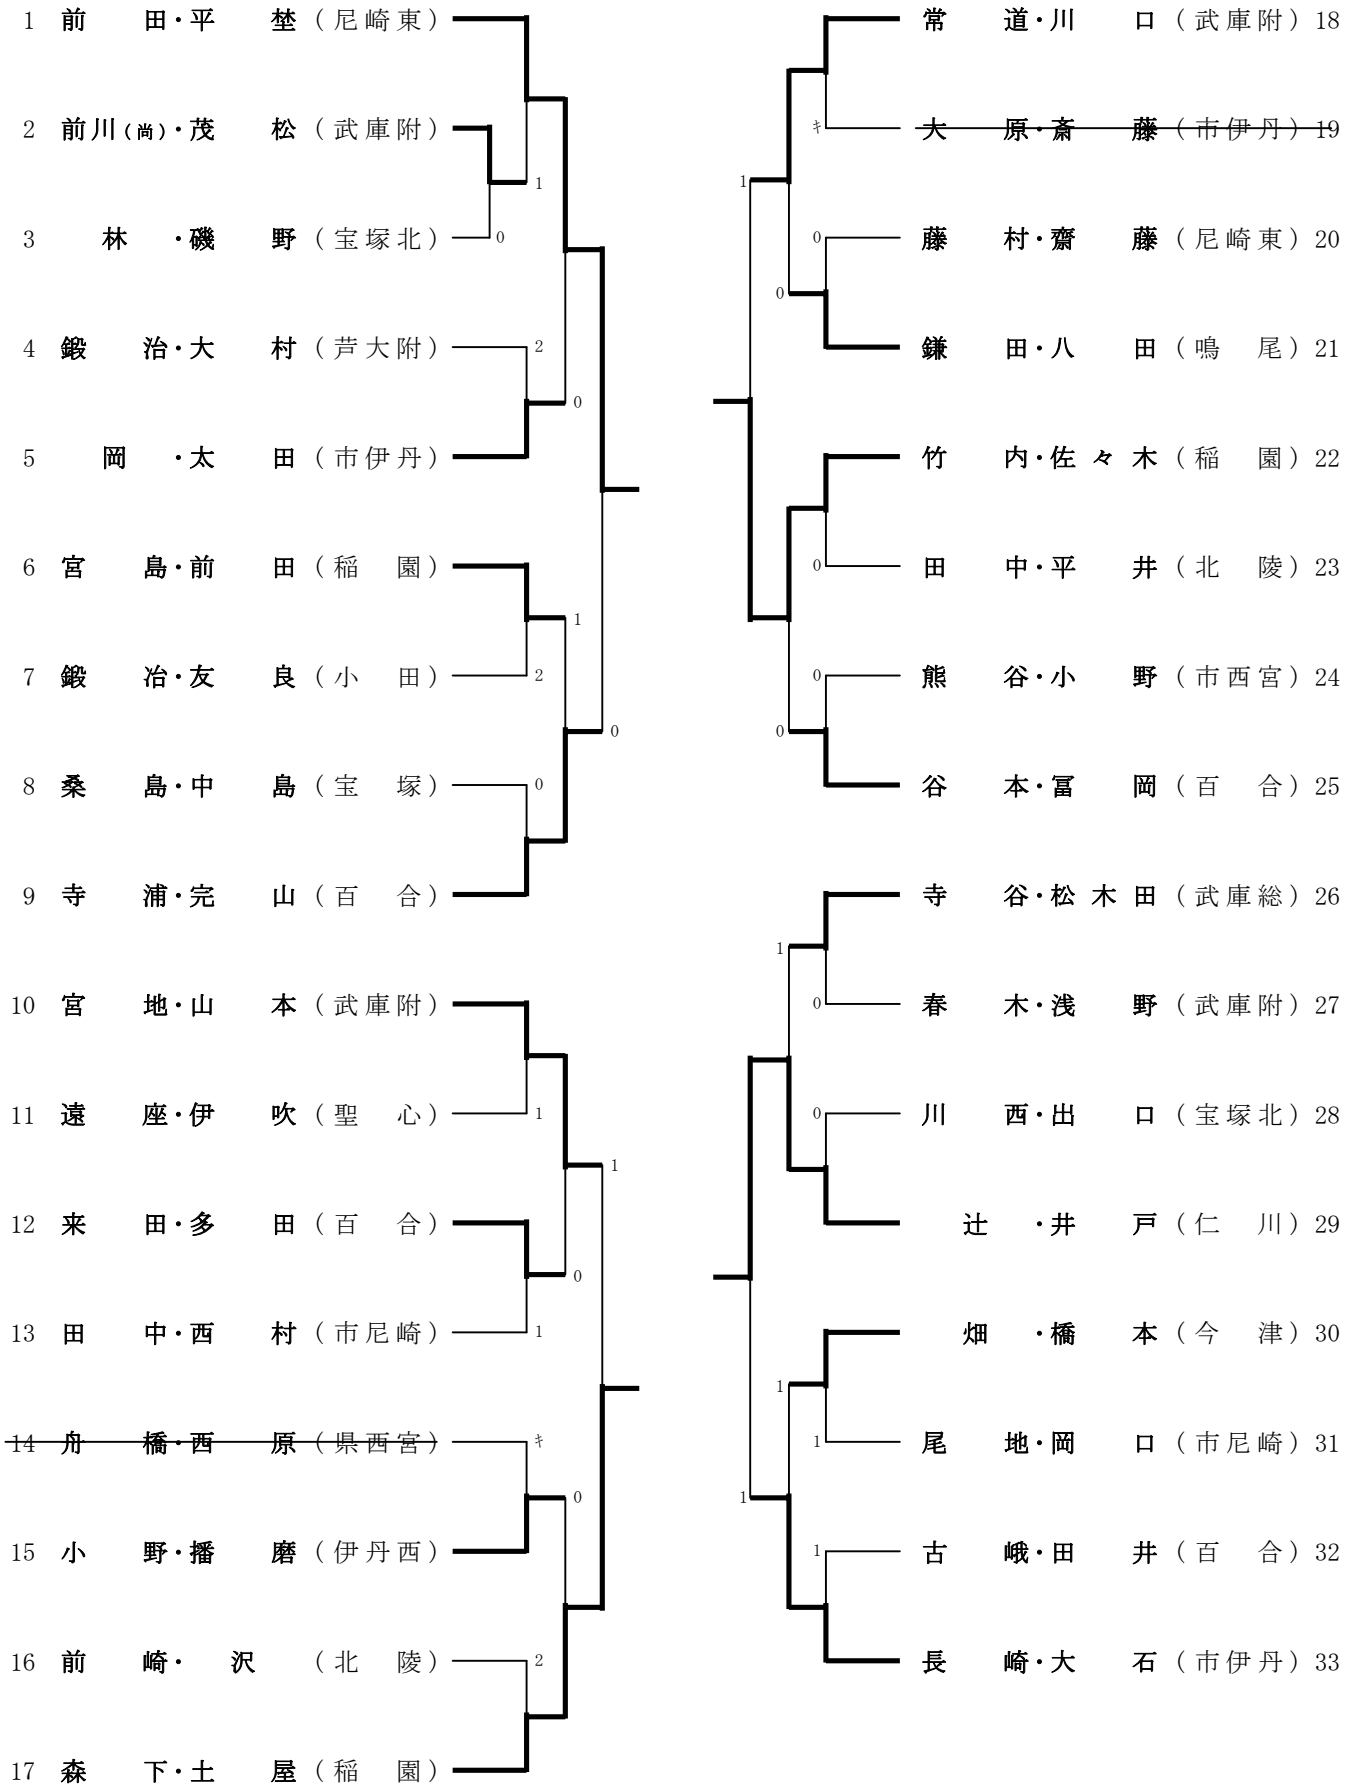 1 前田・平埜 (尼崎東)
2 前川(尚)・茂松 (武庫附)
1
3 林・磯野 (宝塚北) 0
4 鍛治・大村 (芦大附) 2
0
5 岡・太田 (市伊丹)
6 宮島・前田 (稲園)
1
7 鍛冶・友良 (小田) 2
0
8 桑島・中島 (宝塚) 0
9 寺浦・完山 (百合)
10 宮地・山本 (武庫附)
11 遠座・伊吹 (聖心) 1
1
12 来田・多田 (百合)
0
13 田中・西村 (市尼崎) 1
14 舟橋・西原 (県西宮) キ
0
15 小野・播磨 (伊丹西)
16 前崎・沢 (北陵) 2
17 森下・土屋 (稲園)
常道・川口 (武庫附) 18
キ 大原・斎藤 (市伊丹) 19
1
0 藤村・齋藤 (尼崎東) 20
0
鎌田・八田 (鳴尾) 21
竹内・佐々木 (稲園) 22
0 田中・平井 (北陵) 23
0 熊谷・小野 (市西宮) 24
0
谷本・冨岡 (百合) 25
寺谷・松木田 (武庫総) 26
1
0 春木・浅野 (武庫附) 27
0 川西・出口 (宝塚北) 28
辻・井戸 (仁川) 29
畑・橋本 (今津) 30
1
1 尾地・岡口 (市尼崎) 31
1
1 古峨・田井 (百合) 32
長崎・大石 (市伊丹) 33